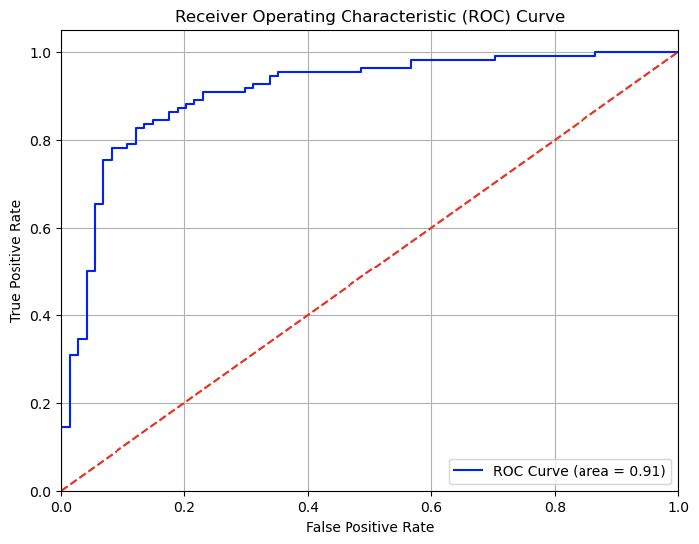 Receiver Operating Characteristic (ROC) Curve
1.0
0.8
0.6
0.4
0.2
0.0
True Positive Rate
ROC Curve (area = 0.91)
0.0 0.2 0.4 0.6 0.8 1.0
False Positive Rate